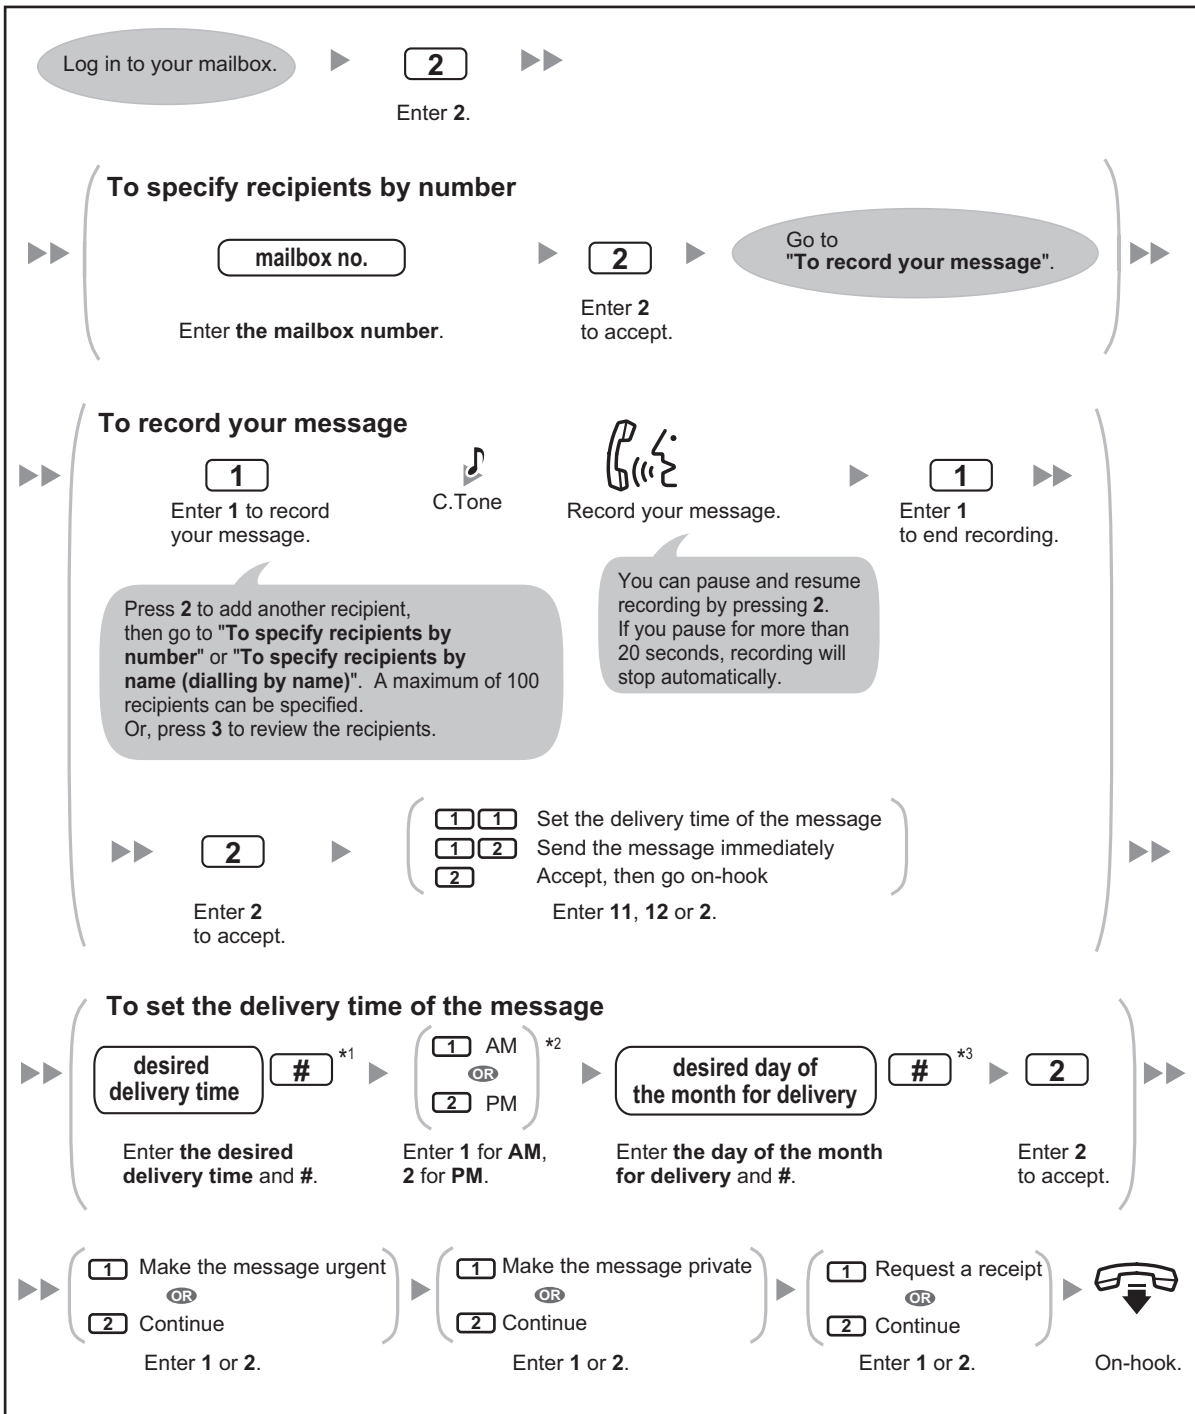 Log in to your mailbox.
2
Enter 2.
To specify recipients by number
mailbox no.
Enter the mailbox number.
2
Enter 2
to accept.
Go to
"To record your message".
To record your message
1
Enter 1 to record
your message.
C.Tone
Record your message.
1
Enter 1
to end recording.
Press 2 to add another recipient,
then go to "To specify recipients by
number" or "To specify recipients by
name (dialling by name)".  A maximum of 100
recipients can be specified.
Or, press 3 to review the recipients.
You can pause and resume
recording by pressing 2.
If you pause for more than
20 seconds, recording will
stop automatically.
2
Enter 2
to accept.
1 1 Set the delivery time of the message
1 2 Send the message immediately
2 Accept, then go on-hook
Enter 11, 12 or 2.
To set the delivery time of the message
desired
delivery time
# *1
Enter the desired
delivery time and #.
1 AM *2
OR
2 PM
Enter 1 for AM,
2 for PM.
desired day of
the month for delivery
# *3
Enter the day of the month
for delivery and #.
2
Enter 2
to accept.
1 Make the message urgent
OR
2 Continue
Enter 1 or 2.
1 Make the message private
OR
2 Continue
Enter 1 or 2.
1 Request a receipt
OR
2 Continue
Enter 1 or 2.
On-hook.